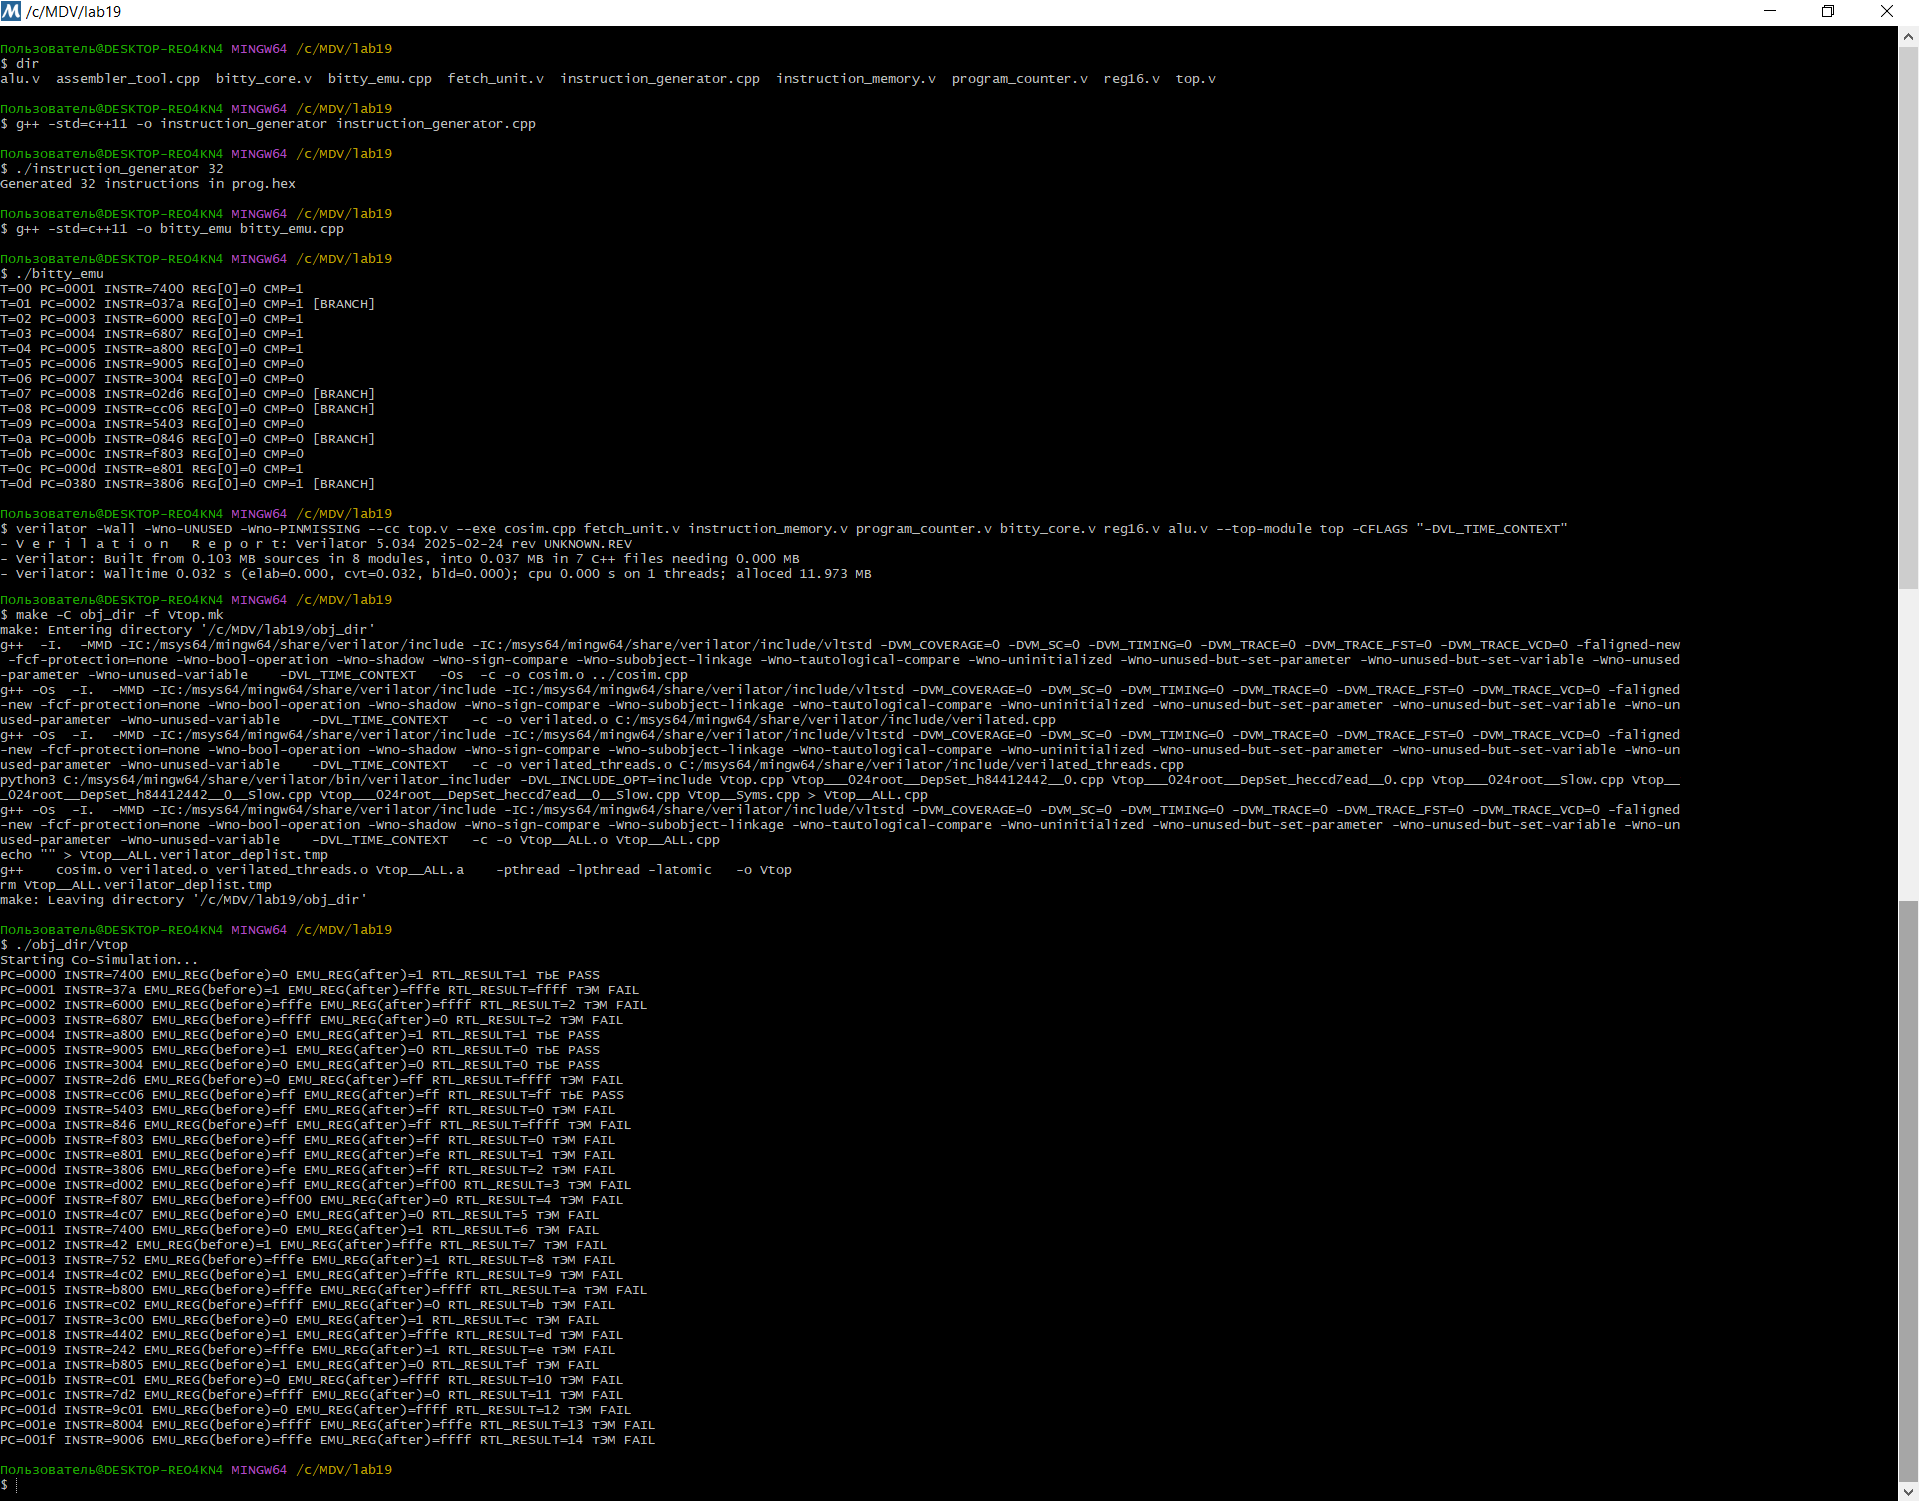 /c/MDV/lab19
Пользователь@DESKTOP-REO4KN4 MINGW64 /c/MDV/lab19
$ dir
alu.v  assembler_tool.cpp  bitty_core.v  bitty_emu.cpp  fetch_unit.v  instruction_generator.cpp  instruction_memory.v  program_counter.v  reg16.v  top.v
Пользователь@DESKTOP-REO4KN4 MINGW64 /c/MDV/lab19
$ g++ -std=c++11 -o instruction_generator instruction_generator.cpp
Пользователь@DESKTOP-REO4KN4 MINGW64 /c/MDV/lab19
$ ./instruction_generator 32
Generated 32 instructions in prog.hex
Пользователь@DESKTOP-REO4KN4 MINGW64 /c/MDV/lab19
$ g++ -std=c++11 -o bitty_emu bitty_emu.cpp
Пользователь@DESKTOP-REO4KN4 MINGW64 /c/MDV/lab19
$ ./bitty_emu
T=00 PC=0001 INSTR=7400 REG[0]=0 CMP=1
T=01 PC=0002 INSTR=037a REG[0]=0 CMP=1 [BRANCH]
T=02 PC=0003 INSTR=6000 REG[0]=0 CMP=1
T=03 PC=0004 INSTR=6807 REG[0]=0 CMP=1
T=04 PC=0005 INSTR=a800 REG[0]=0 CMP=1
T=05 PC=0006 INSTR=9005 REG[0]=0 CMP=0
T=06 PC=0007 INSTR=3004 REG[0]=0 CMP=0
T=07 PC=0008 INSTR=02d6 REG[0]=0 CMP=0 [BRANCH]
T=08 PC=0009 INSTR=cc06 REG[0]=0 CMP=0 [BRANCH]
T=09 PC=000a INSTR=5403 REG[0]=0 CMP=0
T=0a PC=000b INSTR=0846 REG[0]=0 CMP=0 [BRANCH]
T=0b PC=000c INSTR=f803 REG[0]=0 CMP=0
T=0c PC=000d INSTR=e801 REG[0]=0 CMP=1
T=0d PC=0380 INSTR=3806 REG[0]=0 CMP=1 [BRANCH]
Пользователь@DESKTOP-REO4KN4 MINGW64 /c/MDV/lab19
$ verilator -Wall -Wno-UNUSED -Wno-PINMISSING --cc top.v --exe cosim.cpp fetch_unit.v instruction_memory.v program_counter.v bitty_core.v reg16.v alu.v --top-module top -CFLAGS "-DVL_TIME_CONTEXT"
- V e r i l a t i o n   R e p o r t: Verilator 5.034 2025-02-24 rev UNKNOWN.REV
- Verilator: Built from 0.103 MB sources in 8 modules, into 0.037 MB in 7 C++ files needing 0.000 MB
- Verilator: Walltime 0.032 s (elab=0.000, cvt=0.032, bld=0.000); cpu 0.000 s on 1 threads; alloced 11.973 MB
Пользователь@DESKTOP-REO4KN4 MINGW64 /c/MDV/lab19
$ make -C obj_dir -f Vtop.mk
make: Entering directory '/c/MDV/lab19/obj_dir'
g++  -I.  -MMD -IC:/msys64/mingw64/share/verilator/include -IC:/msys64/mingw64/share/verilator/include/vltstd -DVM_COVERAGE=0 -DVM_SC=0 -DVM_TIMING=0 -DVM_TRACE=0 -DVM_TRACE_FST=0 -DVM_TRACE_VCD=0 -faligned-new
 -fcf-protection=none -Wno-bool-operation -Wno-shadow -Wno-sign-compare -Wno-subobject-linkage -Wno-tautological-compare -Wno-uninitialized -Wno-unused-but-set-parameter -Wno-unused-but-set-variable -Wno-unused
-parameter -Wno-unused-variable    -DVL_TIME_CONTEXT   -Os  -c -o cosim.o ../cosim.cpp
g++ -Os  -I.  -MMD -IC:/msys64/mingw64/share/verilator/include -IC:/msys64/mingw64/share/verilator/include/vltstd -DVM_COVERAGE=0 -DVM_SC=0 -DVM_TIMING=0 -DVM_TRACE=0 -DVM_TRACE_FST=0 -DVM_TRACE_VCD=0 -faligned
-new -fcf-protection=none -Wno-bool-operation -Wno-shadow -Wno-sign-compare -Wno-subobject-linkage -Wno-tautological-compare -Wno-uninitialized -Wno-unused-but-set-parameter -Wno-unused-but-set-variable -Wno-un
used-parameter -Wno-unused-variable    -DVL_TIME_CONTEXT   -c -o verilated.o C:/msys64/mingw64/share/verilator/include/verilated.cpp
g++ -Os  -I.  -MMD -IC:/msys64/mingw64/share/verilator/include -IC:/msys64/mingw64/share/verilator/include/vltstd -DVM_COVERAGE=0 -DVM_SC=0 -DVM_TIMING=0 -DVM_TRACE=0 -DVM_TRACE_FST=0 -DVM_TRACE_VCD=0 -faligned
-new -fcf-protection=none -Wno-bool-operation -Wno-shadow -Wno-sign-compare -Wno-subobject-linkage -Wno-tautological-compare -Wno-uninitialized -Wno-unused-but-set-parameter -Wno-unused-but-set-variable -Wno-un
used-parameter -Wno-unused-variable    -DVL_TIME_CONTEXT   -c -o verilated_threads.o C:/msys64/mingw64/share/verilator/include/verilated_threads.cpp
python3 C:/msys64/mingw64/share/verilator/bin/verilator_includer -DVL_INCLUDE_OPT=include Vtop.cpp Vtop___024root__DepSet_h84412442__0.cpp Vtop___024root__DepSet_heccd7ead__0.cpp Vtop___024root__Slow.cpp Vtop__
_024root__DepSet_h84412442__0__Slow.cpp Vtop___024root__DepSet_heccd7ead__0__Slow.cpp Vtop__Syms.cpp > Vtop__ALL.cpp
g++ -Os  -I.  -MMD -IC:/msys64/mingw64/share/verilator/include -IC:/msys64/mingw64/share/verilator/include/vltstd -DVM_COVERAGE=0 -DVM_SC=0 -DVM_TIMING=0 -DVM_TRACE=0 -DVM_TRACE_FST=0 -DVM_TRACE_VCD=0 -faligned
-new -fcf-protection=none -Wno-bool-operation -Wno-shadow -Wno-sign-compare -Wno-subobject-linkage -Wno-tautological-compare -Wno-uninitialized -Wno-unused-but-set-parameter -Wno-unused-but-set-variable -Wno-un
used-parameter -Wno-unused-variable    -DVL_TIME_CONTEXT   -c -o Vtop__ALL.o Vtop__ALL.cpp
echo "" > Vtop__ALL.verilator_deplist.tmp
g++    cosim.o verilated.o verilated_threads.o Vtop__ALL.a    -pthread -lpthread -latomic   -o Vtop
rm Vtop__ALL.verilator_deplist.tmp
make: Leaving directory '/c/MDV/lab19/obj_dir'
Пользователь@DESKTOP-REO4KN4 MINGW64 /c/MDV/lab19
$ ./obj_dir/Vtop
Starting Co-Simulation...
PC=0000 INSTR=7400 EMU_REG(before)=0 EMU_REG(after)=1 RTL_RESULT=1 тЬЕ PASS
PC=0001 INSTR=37a EMU_REG(before)=1 EMU_REG(after)=fffe RTL_RESULT=ffff тЭМ FAIL
PC=0002 INSTR=6000 EMU_REG(before)=fffe EMU_REG(after)=ffff RTL_RESULT=2 тЭМ FAIL
PC=0003 INSTR=6807 EMU_REG(before)=ffff EMU_REG(after)=0 RTL_RESULT=2 тЭМ FAIL
PC=0004 INSTR=a800 EMU_REG(before)=0 EMU_REG(after)=1 RTL_RESULT=1 тЬЕ PASS
PC=0005 INSTR=9005 EMU_REG(before)=1 EMU_REG(after)=0 RTL_RESULT=0 тЬЕ PASS
PC=0006 INSTR=3004 EMU_REG(before)=0 EMU_REG(after)=0 RTL_RESULT=0 тЬЕ PASS
PC=0007 INSTR=2d6 EMU_REG(before)=0 EMU_REG(after)=ff RTL_RESULT=ffff тЭМ FAIL
PC=0008 INSTR=cc06 EMU_REG(before)=ff EMU_REG(after)=ff RTL_RESULT=ff тЬЕ PASS
PC=0009 INSTR=5403 EMU_REG(before)=ff EMU_REG(after)=ff RTL_RESULT=0 тЭМ FAIL
PC=000a INSTR=846 EMU_REG(before)=ff EMU_REG(after)=ff RTL_RESULT=ffff тЭМ FAIL
PC=000b INSTR=f803 EMU_REG(before)=ff EMU_REG(after)=ff RTL_RESULT=0 тЭМ FAIL
PC=000c INSTR=e801 EMU_REG(before)=ff EMU_REG(after)=fe RTL_RESULT=1 тЭМ FAIL
PC=000d INSTR=3806 EMU_REG(before)=fe EMU_REG(after)=ff RTL_RESULT=2 тЭМ FAIL
PC=000e INSTR=d002 EMU_REG(before)=ff EMU_REG(after)=ff00 RTL_RESULT=3 тЭМ FAIL
PC=000f INSTR=f807 EMU_REG(before)=ff00 EMU_REG(after)=0 RTL_RESULT=4 тЭМ FAIL
PC=0010 INSTR=4c07 EMU_REG(before)=0 EMU_REG(after)=0 RTL_RESULT=5 тЭМ FAIL
PC=0011 INSTR=7400 EMU_REG(before)=0 EMU_REG(after)=1 RTL_RESULT=6 тЭМ FAIL
PC=0012 INSTR=42 EMU_REG(before)=1 EMU_REG(after)=fffe RTL_RESULT=7 тЭМ FAIL
PC=0013 INSTR=752 EMU_REG(before)=fffe EMU_REG(after)=1 RTL_RESULT=8 тЭМ FAIL
PC=0014 INSTR=4c02 EMU_REG(before)=1 EMU_REG(after)=fffe RTL_RESULT=9 тЭМ FAIL
PC=0015 INSTR=b800 EMU_REG(before)=fffe EMU_REG(after)=ffff RTL_RESULT=a тЭМ FAIL
PC=0016 INSTR=c02 EMU_REG(before)=ffff EMU_REG(after)=0 RTL_RESULT=b тЭМ FAIL
PC=0017 INSTR=3c00 EMU_REG(before)=0 EMU_REG(after)=1 RTL_RESULT=c тЭМ FAIL
PC=0018 INSTR=4402 EMU_REG(before)=1 EMU_REG(after)=fffe RTL_RESULT=d тЭМ FAIL
PC=0019 INSTR=242 EMU_REG(before)=fffe EMU_REG(after)=1 RTL_RESULT=e тЭМ FAIL
PC=001a INSTR=b805 EMU_REG(before)=1 EMU_REG(after)=0 RTL_RESULT=f тЭМ FAIL
PC=001b INSTR=c01 EMU_REG(before)=0 EMU_REG(after)=ffff RTL_RESULT=10 тЭМ FAIL
PC=001c INSTR=7d2 EMU_REG(before)=ffff EMU_REG(after)=0 RTL_RESULT=11 тЭМ FAIL
PC=001d INSTR=9c01 EMU_REG(before)=0 EMU_REG(after)=ffff RTL_RESULT=12 тЭМ FAIL
PC=001e INSTR=8004 EMU_REG(before)=ffff EMU_REG(after)=fffe RTL_RESULT=13 тЭМ FAIL
PC=001f INSTR=9006 EMU_REG(before)=fffe EMU_REG(after)=ffff RTL_RESULT=14 тЭМ FAIL
Пользователь@DESKTOP-REO4KN4 MINGW64 /c/MDV/lab19
$